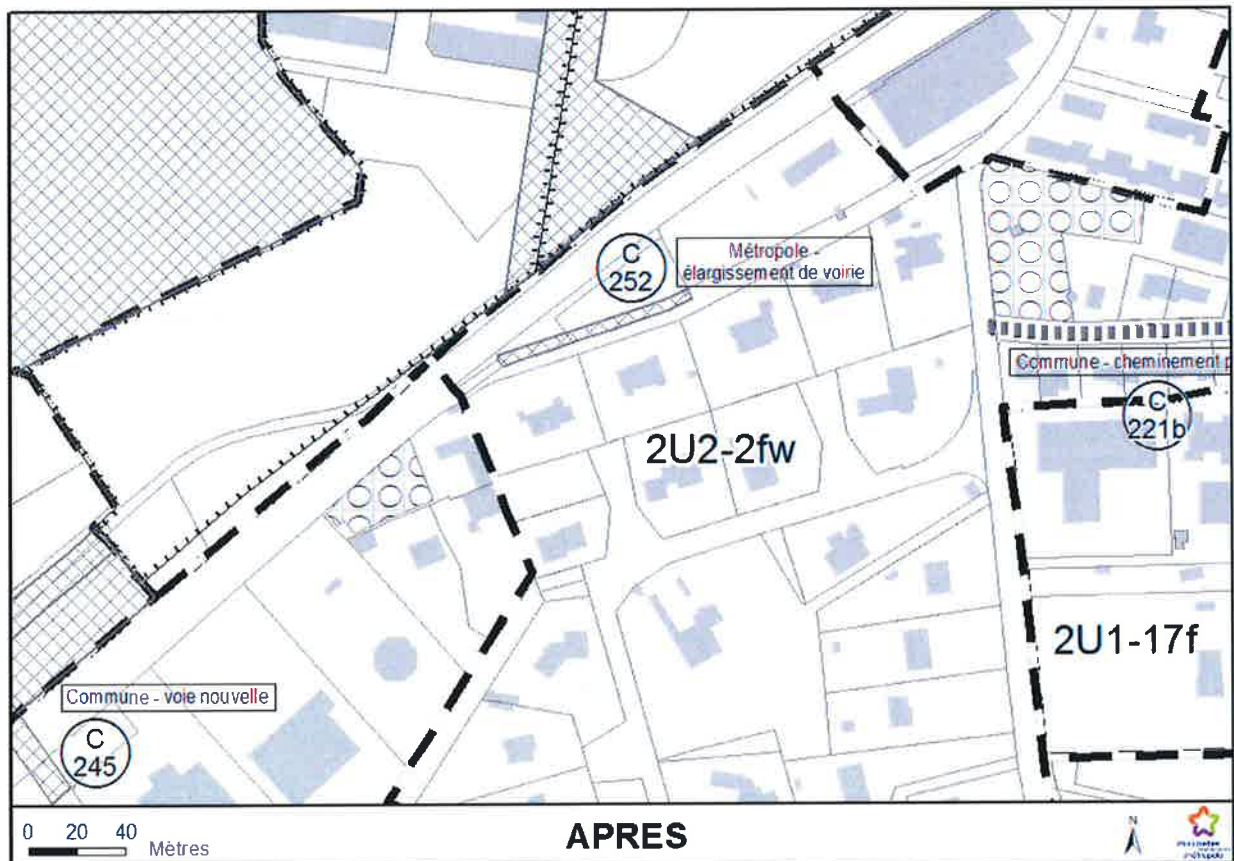 C
252
Métropole -
élargissement de voirie
Commune - cheminement p
C
221b
2U2-2fw
2U1-17f
Commune - voie nouvelle
C
245
0 20 40
Mètres
APRES
N
métropole